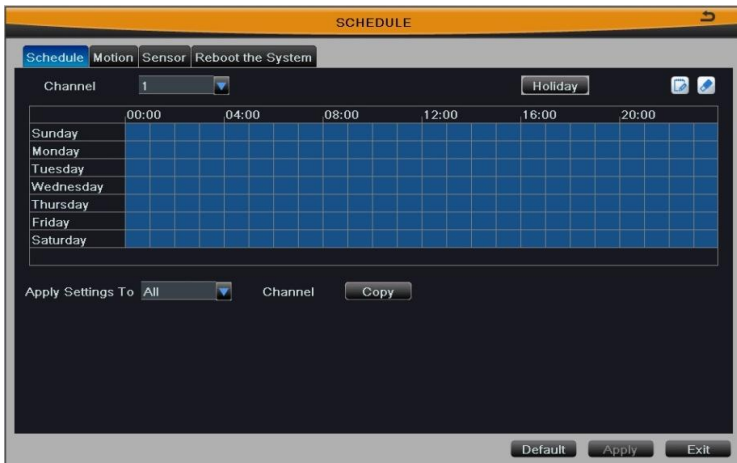 SCHEDULE
Schedule Motion Sensor Reboot the System
Channel 1 Holiday
00:00 04:00 08:00 12:00 16:00 20:00
Sunday
Monday
Tuesday
Wednesday
Thursday
Friday
Saturday
Apply Settings To All Channel Copy
Default Apply Exit